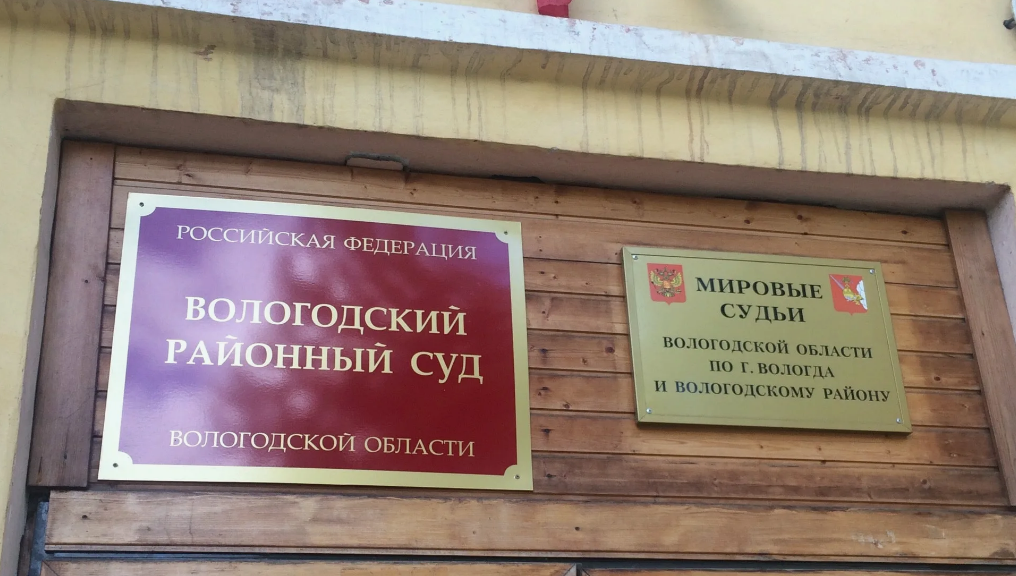 РОССИЙСКАЯ ФЕДЕРАЦИЯ
ВОЛОГОДСКИЙ
РАЙОННЫЙ СУД
ВОЛОГОДСКОЙ ОБЛАСТИ
МИРОВЫЕ
СУДЬИ
ВОЛОГОДСКОЙ ОБЛАСТИ
ПО Г. ВОЛОГДА
И ВОЛОГОДСКОМУ РАЙОНУ